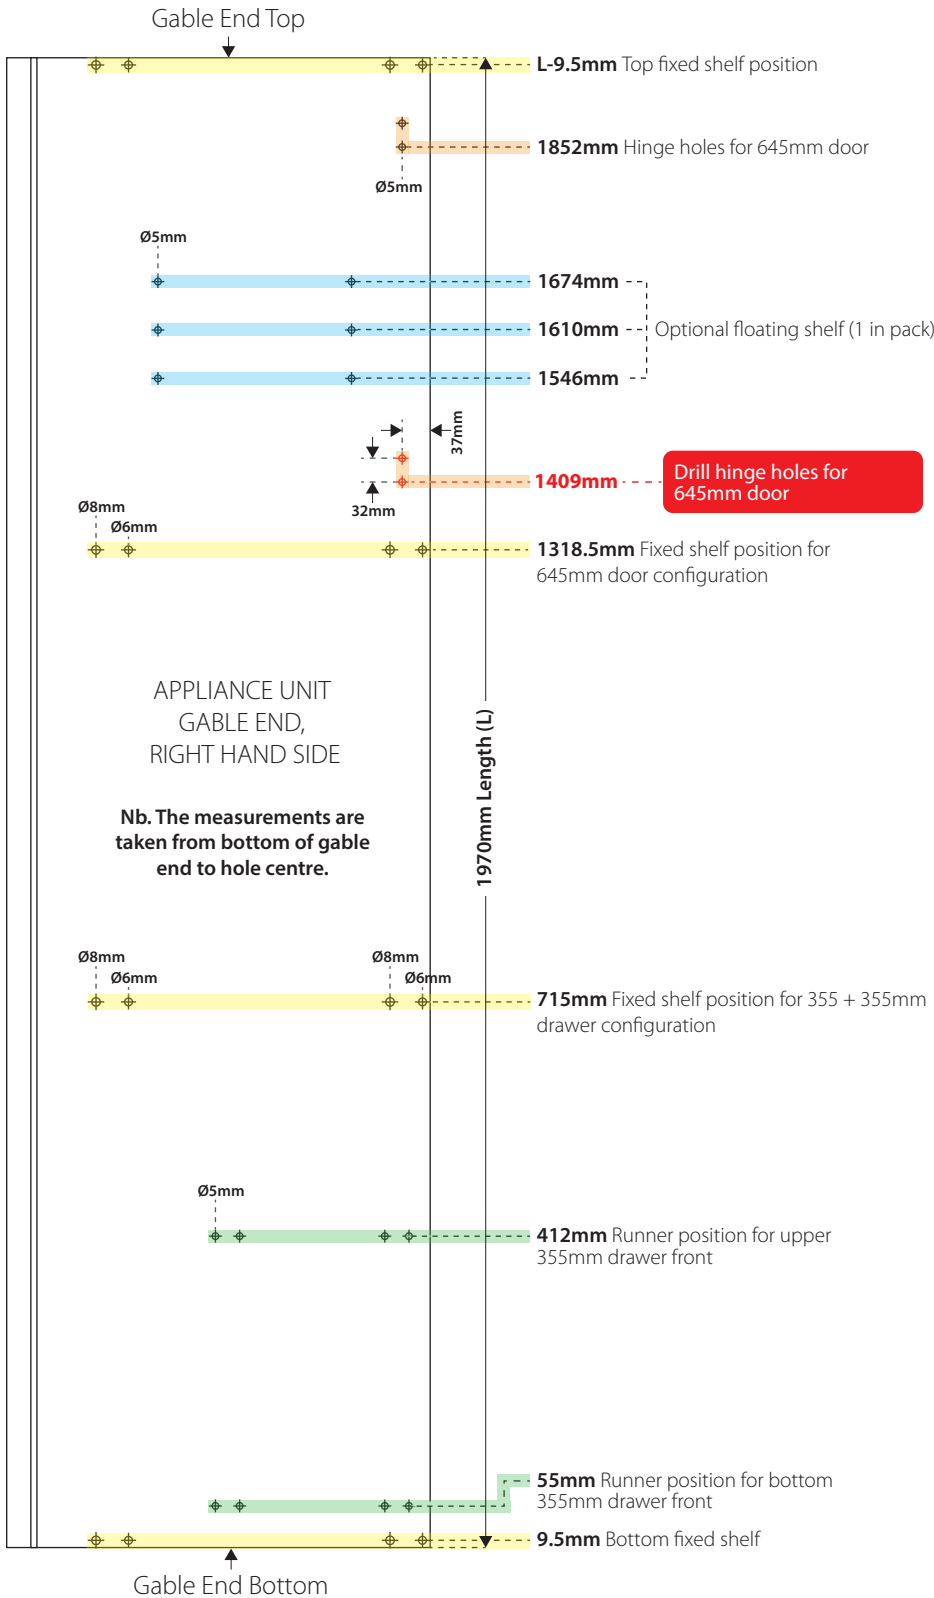 Gable End Top
L-9.5mm Top fixed shelf position
1852mm Hinge holes for 645mm door
Ø5mm
Ø5mm
1674mm
1610mm
Optional floating shelf (1 in pack)
1546mm
37mm
1409mm
Drill hinge holes for
645mm door
32mm
Ø8mm
Ø6mm
1318.5mm Fixed shelf position for
645mm door configuration
APPLIANCE UNIT
GABLE END,
RIGHT HAND SIDE
1970mm Length (L)
Nb. The measurements are
taken from bottom of gable
end to hole centre.
Ø8mm
Ø6mm
Ø8mm
Ø6mm
715mm Fixed shelf position for 355 + 355mm
drawer configuration
Ø5mm
412mm Runner position for upper
355mm drawer front
55mm Runner position for bottom
355mm drawer front
9.5mm Bottom fixed shelf
Gable End Bottom